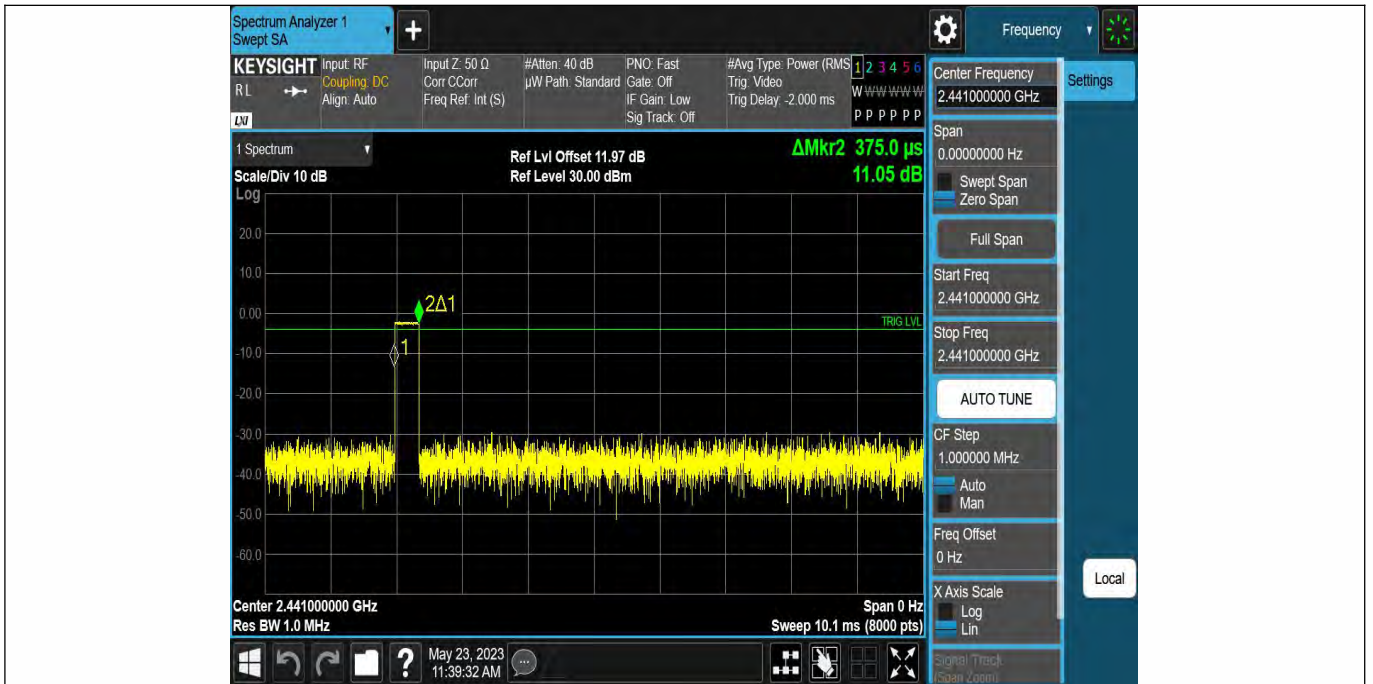 Spectrum Analyzer 1
Swept SA
+
Frequency
KEYSIGHT
RL
LXI
Input: RF
Coupling: DC
Align: Auto
Input Z: 50 Ω
Corr CCorr
Freq Ref: Int (S)
#Atten: 40 dB
µW Path: Standard
PNO: Fast
Gate: Off
IF Gain: Low
Sig Track: Off
#Avg Type: Power (RMS
Trig: Video
Trig Delay: -2.000 ms
1 2 3 4 5 6
W W W W W W
P P P P P P
1 Spectrum
Scale/Div 10 dB
Log
Ref Lvl Offset 11.97 dB
Ref Level 30.00 dBm
ΔMkr2 375.0 µs
11.05 dB
20.0
10.0
0.00
-10.0
-20.0
-30.0
-40.0
-50.0
-60.0
2Δ1
1
TRIG LVL
Center 2.441000000 GHz
Res BW 1.0 MHz
Span 0 Hz
Sweep 10.1 ms (8000 pts)
Center Frequency
2.441000000 GHz
Settings
Span
0.00000000 Hz
Swept Span
Zero Span
Full Span
Start Freq
2.441000000 GHz
Stop Freq
2.441000000 GHz
AUTO TUNE
CF Step
1.000000 MHz
Auto
Man
Freq Offset
0 Hz
X Axis Scale
Log
Lin
Signal Track
(Span Zoom)
Local
?
May 23, 2023
11:39:32 AM